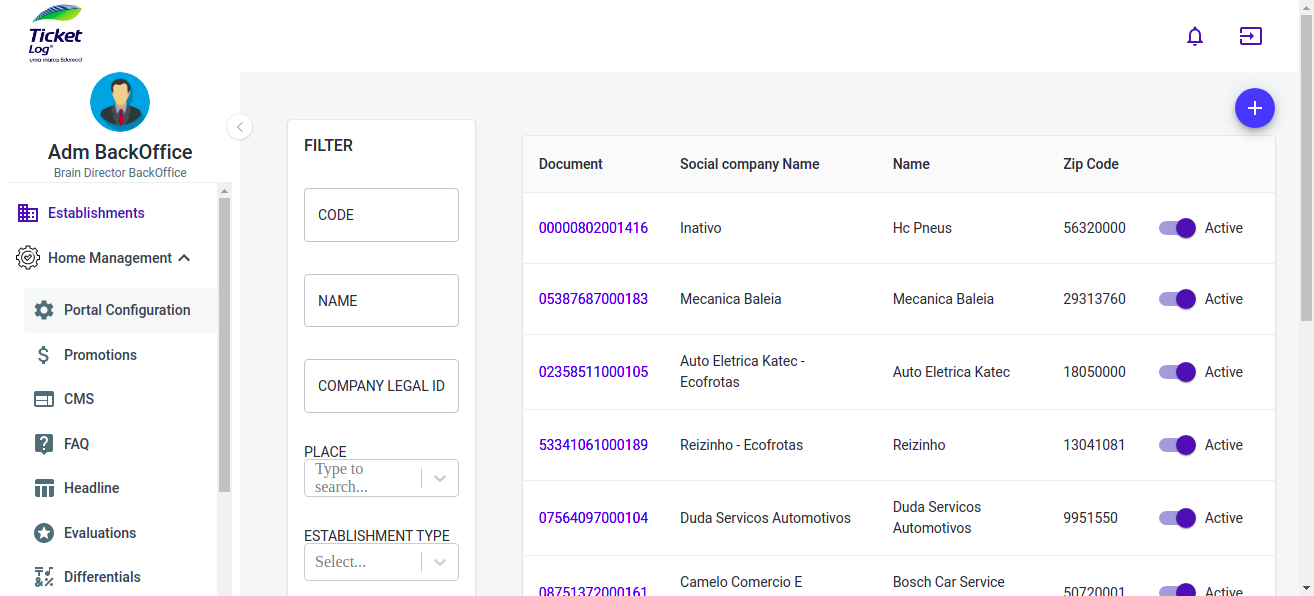 Ticket
Log®
uma marca Edenred
Adm BackOffice
Brain Director BackOffice
Establishments
Home Management
Portal Configuration
Promotions
CMS
FAQ
Headline
Evaluations
Differentials
FILTER
CODE
NAME
COMPANY LEGAL ID
PLACE
Type to
search...
ESTABLISHMENT TYPE
Select...
Document Social company Name Name Zip Code
00000802001416 Inativo Hc Pneus 56320000 Active
05387687000183 Mecanica Baleia Mecanica Baleia 29313760 Active
02358511000105 Auto Eletrica Katec -
Ecofrotas Auto Eletrica Katec 18050000 Active
53341061000189 Reizinho - Ecofrotas Reizinho 13041081 Active
07564097000104 Duda Servicos Automotivos Duda Servicos
Automotivos 9951550 Active
08751372000161 Camelo Comercio E Bosch Car Service 50720001 Active